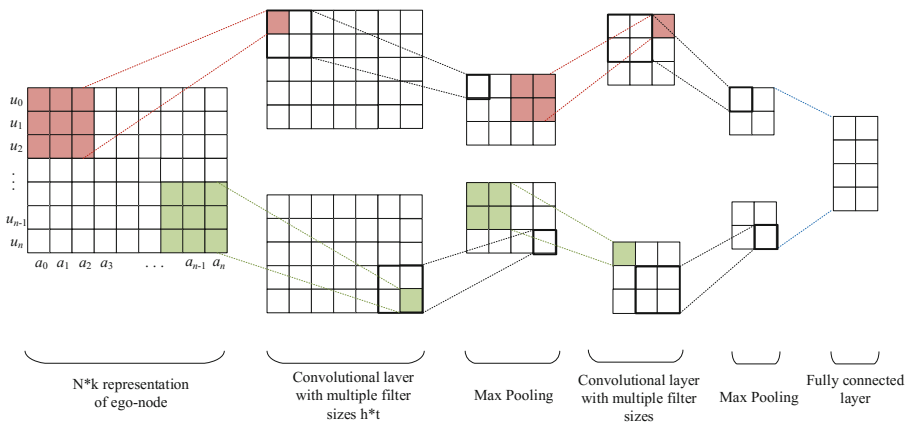 u0
u1
u2
⋮
un-1
un
a0 a1 a2 a3 . . . an-1 an
N*k representation
of ego-node
Convolutional laver
with multiple filter
sizes h*t
Max Pooling
Convolutional layer
with multiple filter
sizes
Max Pooling
Fully connected
layer